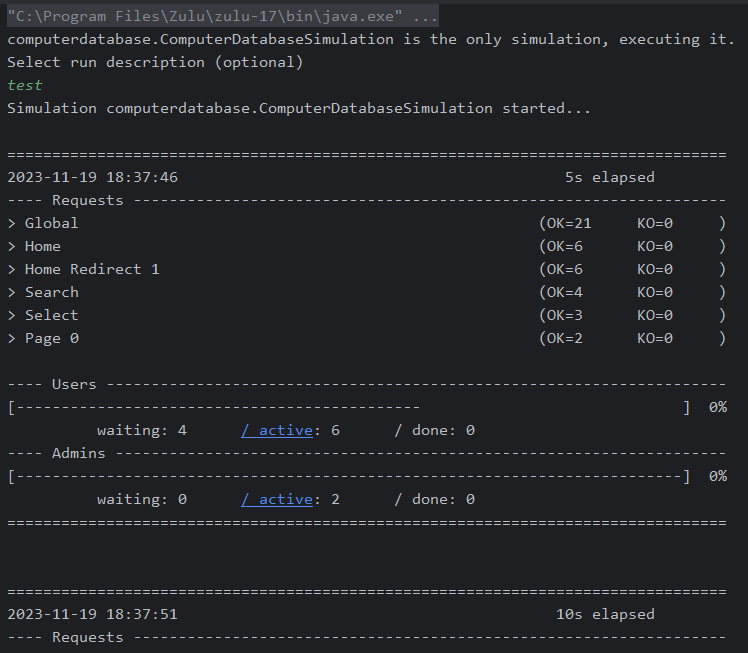 "C:\Program Files\Zulu\zulu-17\bin\java.exe" ...
computerdatabase.ComputerDatabaseSimulation is the only simulation, executing it.
Select run description (optional)
test
Simulation computerdatabase.ComputerDatabaseSimulation started...
================================================================================
2023-11-19 18:37:46                                           5s elapsed
---- Requests ------------------------------------------------------------------
> Global                                                   (OK=21     KO=0     )
> Home                                                     (OK=6      KO=0     )
> Home Redirect 1                                          (OK=6      KO=0     )
> Search                                                   (OK=4      KO=0     )
> Select                                                   (OK=3      KO=0     )
> Page 0                                                   (OK=2      KO=0     )
---- Users ---------------------------------------------------------------------
[---------------------------------------------                             ]  0%
          waiting: 4      / active: 6      / done: 0
---- Admins --------------------------------------------------------------------
[--------------------------------------------------------------------------]  0%
          waiting: 0      / active: 2      / done: 0
================================================================================
================================================================================
2023-11-19 18:37:51                                          10s elapsed
---- Requests ------------------------------------------------------------------